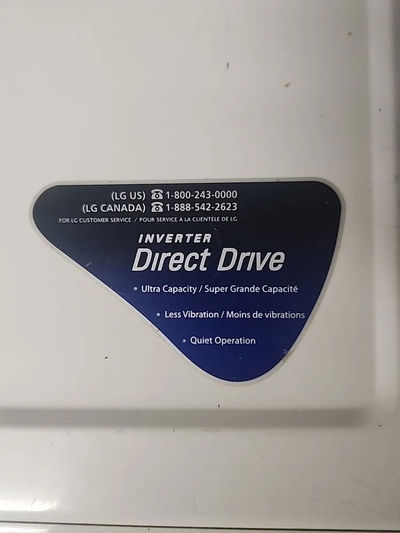 (LG US) ☎ 1-800-243-0000
(LG CANADA) ☎ 1-888-542-2623
FOR LG CUSTOMER SERVICE / POUR SERVICE À LA CLIENTÈLE DE LG
INVERTER
Direct Drive
• Ultra Capacity / Super Grande Capacité
• Less Vibration / Moins de vibrations
• Quiet Operation